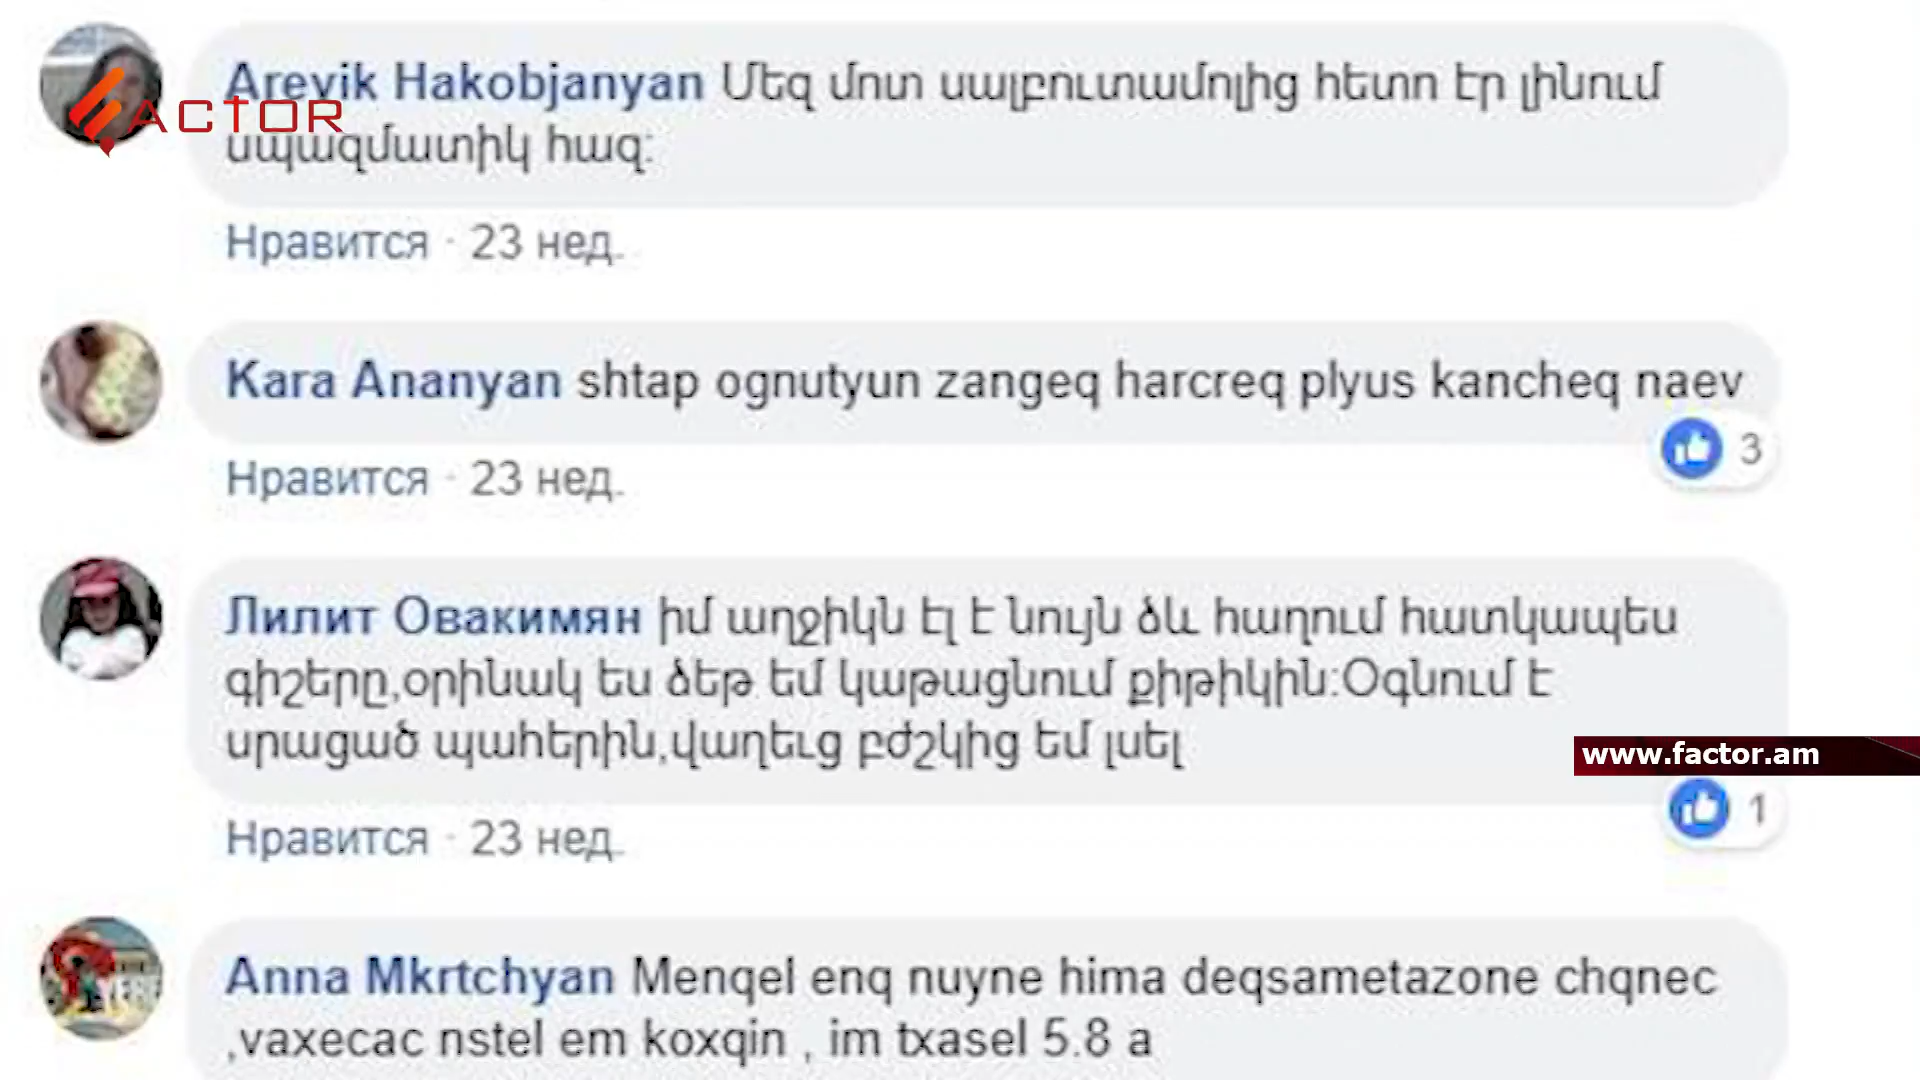 Arevik Hakobjanyan Մեզ մոտ սալբուտամոլից հետո էր լինում
սպազմատիկ հազ:
FACTOR
Нравится · 23 нед.
Kara Ananyan shtap ognutyun zangeq harcreq plyus kancheq naev
3
Нравится · 23 нед.
Лилит Овакимян իմ աղջիկն էլ է նույն ձև հաղում հատկապես
գիշերը,օրինակ ես ձեթ եմ կաթացնում քիթիկին:Օգնում է
սրացած պահերին,վաղեւց բժշկից եմ լսել
www.factor.am
1
Нравится · 23 нед.
Anna Mkrtchyan Menqel enq nuyne hima deqsametazone chqnec
,vaxecac nstel em koxqin , im txasel 5.8 a